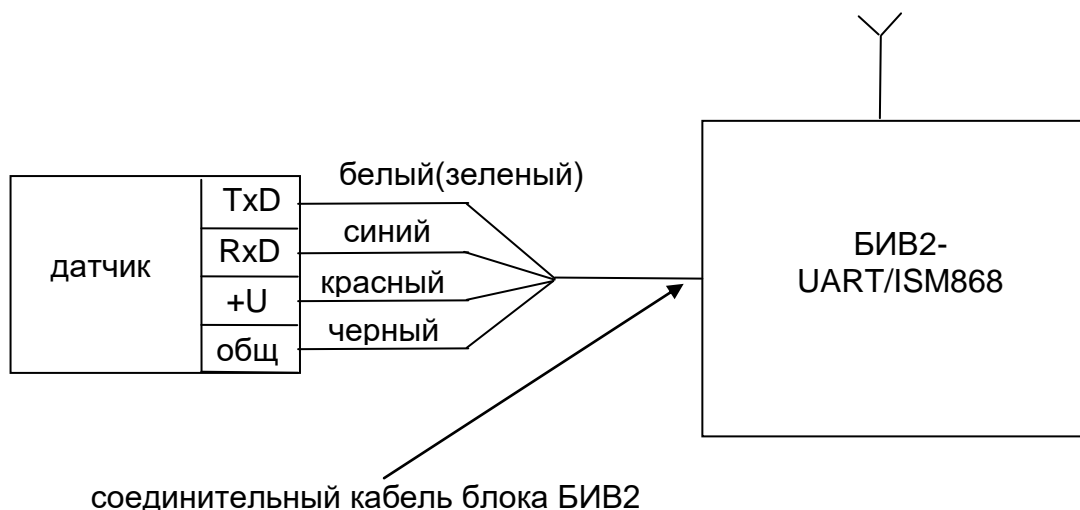 белый(зеленый)
TxD
синий
RxD
датчик
красный
+U
черный
общ
БИВ2-
UART/ISM868
соединительный кабель блока БИВ2